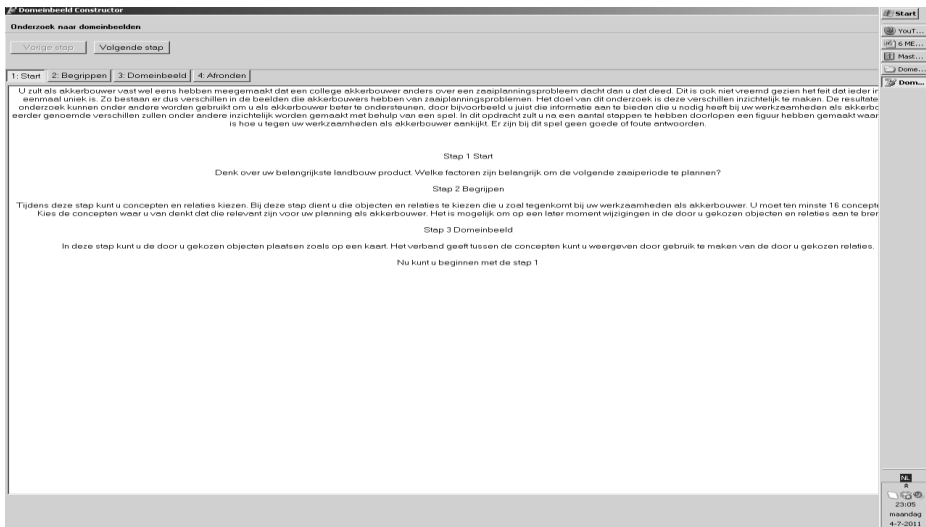 Domeinbeeld Constructor
Onderzoek naar domeinbeelden
Vorige stap
Volgende stap
1: Start
2: Begrippen
3: Domeinbeeld
4: Afronden
U zult als akkerbouwer vast wel eens hebben meegemaakt dat een collega akkerbouwer anders over een zaaiplanningsprobleem dacht dan u dat deed. Dit is ook niet vreemd gezien het feit dat ieder
eenmaal uniek is. Zo bestaan er dus verschillen in de beelden die akkerbouwers hebben van zaaiplanningsproblemen. Het doel van dit onderzoek is deze verschillen inzichtelijk te maken. De resultate
onderzoek kunnen onder andere worden gebruikt om u als akkerbouwer beter te ondersteunen, door bijvoorbeeld u juist die informatie aan te bieden die u nodig heeft bij uw werkzaamheden als akkerbo
eerder genoemde verschillen zullen onder andere inzichtelijk worden gemaakt met behulp van een spel. In dit opdracht zult u na een aantal stappen te hebben doorlopen een figuur hebben gemaakt waar
is hoe u tegen uw werkzaamheden als akkerbouwer aankijkt. Er zijn bij dit spel geen goede of foute antwoorden.
Stap 1 Start
Denk over uw belangrijkste landbouw product. Welke factoren zijn belangrijk om de volgende zaaiperiode te plannen?
Stap 2 Begrijpen
Tijdens deze stap kunt u concepten en relaties kiezen. Bij deze stap dient u die objecten en relaties te kiezen die u zoal tegenkomt bij uw werkzaamheden als akkerbouwer. U moet ten minste 16 concept
Kies de concepten waar u van denkt dat die relevant zijn voor uw planning als akkerbouwer. Het is mogelijk om op een later moment wijzigingen in de door u gekozen objecten en relaties aan te bren
Stap 3 Domeinbeeld
In deze stap kunt u de door u gekozen objecten plaatsen zoals op een kaart. Het verband geeft tussen de concepten kunt u weergeven door gebruik te maken van de door u gekozen relaties.
Nu kunt u beginnen met de stap 1
Start
YouT...
6 ME...
Mast...
Dome...
Dom...
NL
23:05
maandag
4-7-2011